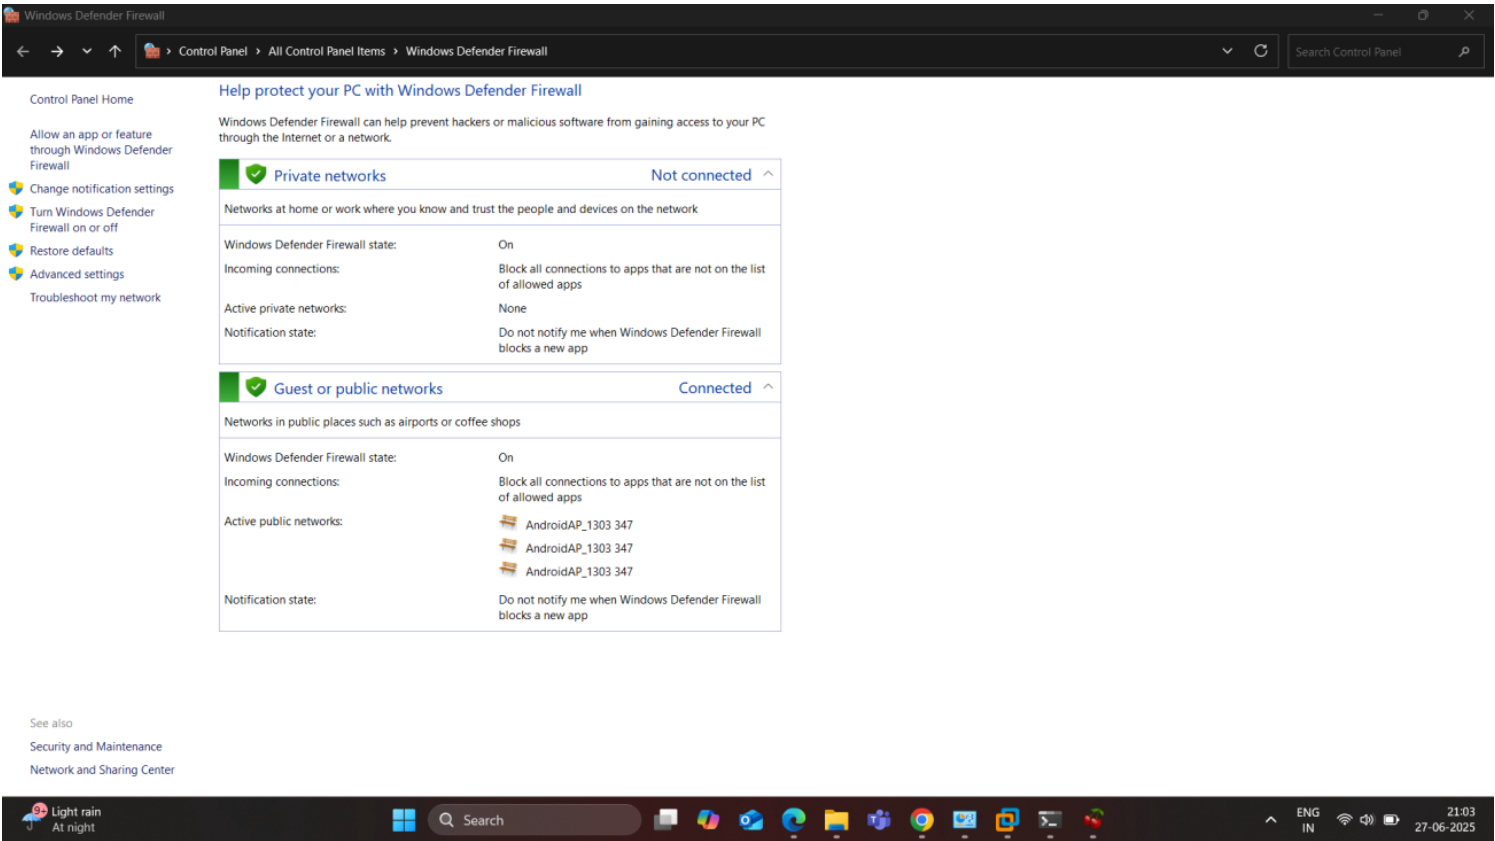 Windows Defender Firewall
Control Panel > All Control Panel Items > Windows Defender Firewall
Search Control Panel
Control Panel Home
Allow an app or feature
through Windows Defender
Firewall
Change notification settings
Turn Windows Defender
Firewall on or off
Restore defaults
Advanced settings
Troubleshoot my network
Help protect your PC with Windows Defender Firewall
Windows Defender Firewall can help prevent hackers or malicious software from gaining access to your PC
through the Internet or a network.
Private networks Not connected
Networks at home or work where you know and trust the people and devices on the network
Windows Defender Firewall state: On
Incoming connections: Block all connections to apps that are not on the list
of allowed apps
Active private networks: None
Notification state: Do not notify me when Windows Defender Firewall
blocks a new app
Guest or public networks Connected
Networks in public places such as airports or coffee shops
Windows Defender Firewall state: On
Incoming connections: Block all connections to apps that are not on the list
of allowed apps
Active public networks: AndroidAP_1303 347
AndroidAP_1303 347
AndroidAP_1303 347
Notification state: Do not notify me when Windows Defender Firewall
blocks a new app
See also
Security and Maintenance
Network and Sharing Center
9+ Light rain
At night
Search
ENG
IN
21:03
27-06-2025